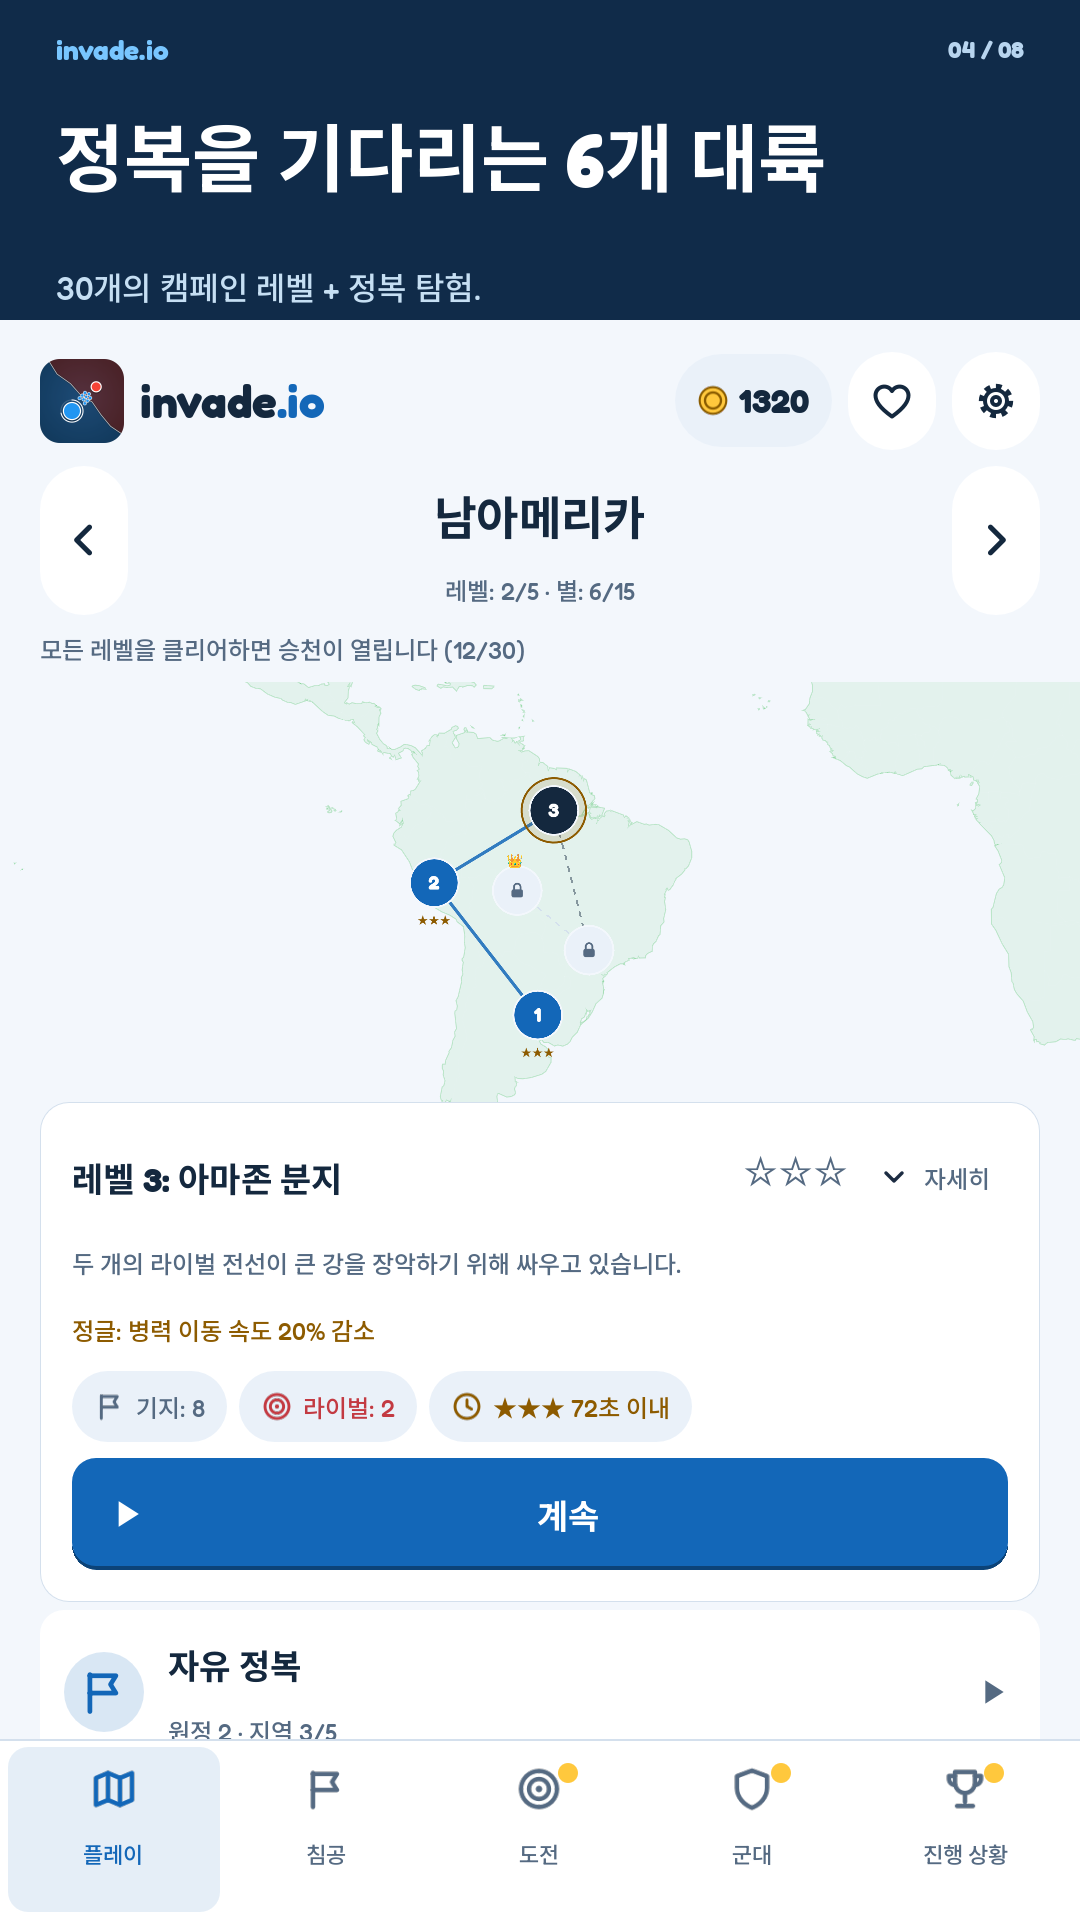 invade.io
04 / 08
정복을 기다리는 6개 대륙
30개의 캠페인 레벨 + 정복 탐험.
invade.io
1320
남아메리카
레벨: 2/5 · 별: 6/15
모든 레벨을 클리어하면 승천이 열립니다 (12/30)
3
2
★★★
1
★★★
레벨 3: 아마존 분지
☆☆☆
자세히
두 개의 라이벌 전선이 큰 강을 장악하기 위해 싸우고 있습니다.
정글: 병력 이동 속도 20% 감소
기지: 8
라이벌: 2
★★★ 72초 이내
계속
자유 정복
원정 2 · 지역 3/5
플레이
침공
도전
군대
진행 상황